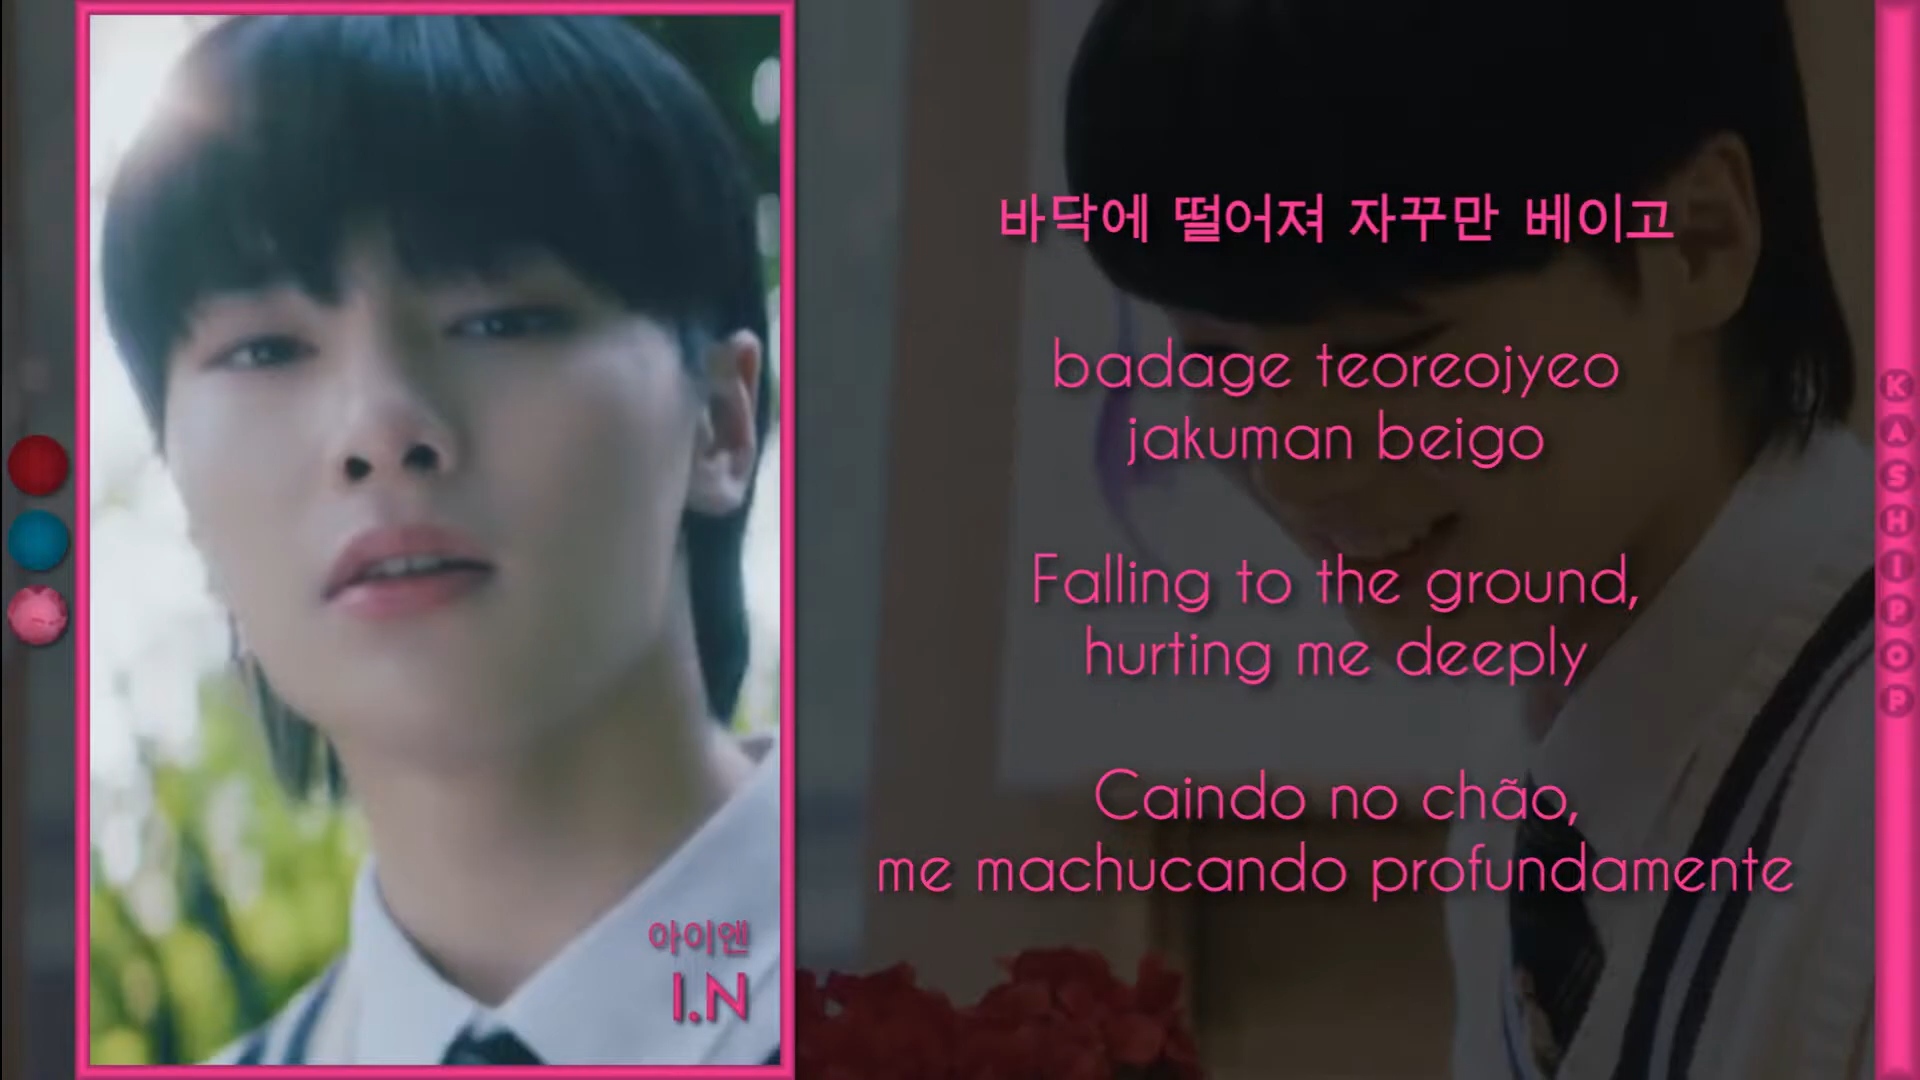 바닥에 떨어져 자꾸만 베이고
badage teoreojyeo
jakuman beigo
Falling to the ground,
hurting me deeply
Caindo no chão,
me machucando profundamente
아이엔
I.N
KASHIPOP